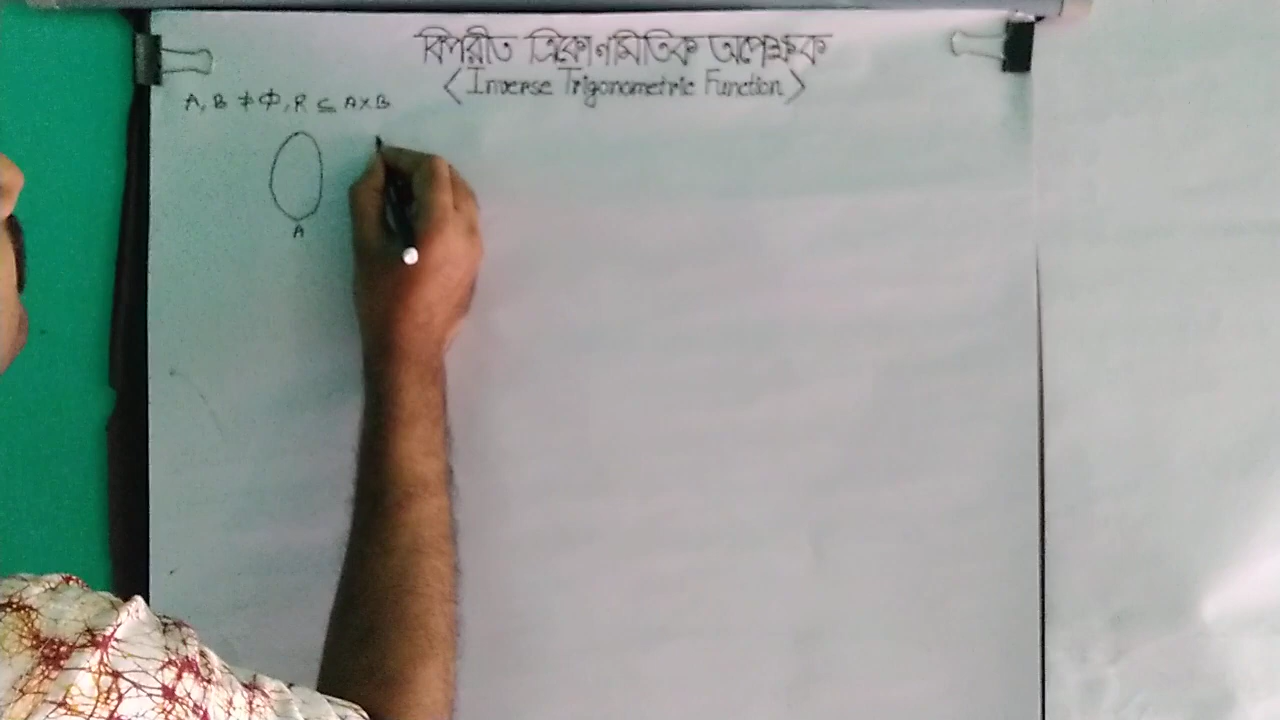 বিপরীত ত্রিকোণমিতিক অপেক্ষক
(Inverse Trigonometric Function)
A, B ≠ Φ, R ⊆ A×B
A